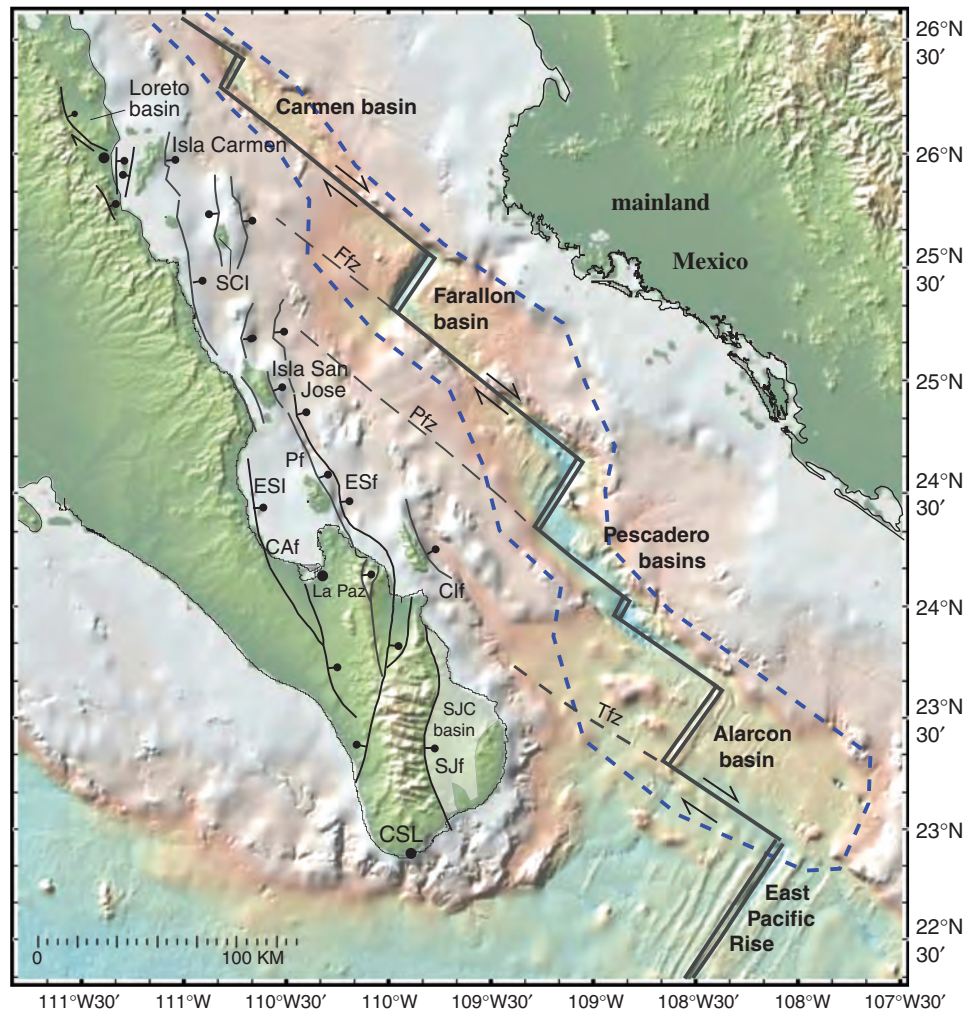 Loreto
basin
Isla Carmen
Carmen basin
mainland
Mexico
Ffz
SCI
Farallon
basin
Isla San
Jose
Pfz
Pf
ESI
ESf
CAf
La Paz
CIf
Pescadero
basins
Tfz
SJC
basin
SJf
Alarcon
basin
CSL
East
Pacific
Rise
0
100 KM
26°N
30′
26°N
25°N
30′
25°N
24°N
30′
24°N
23°N
30′
23°N
22°N
30′
111°W30′
111°W
110°W30′
110°W
109°W30′
109°W
108°W30′
108°W
107°W30′